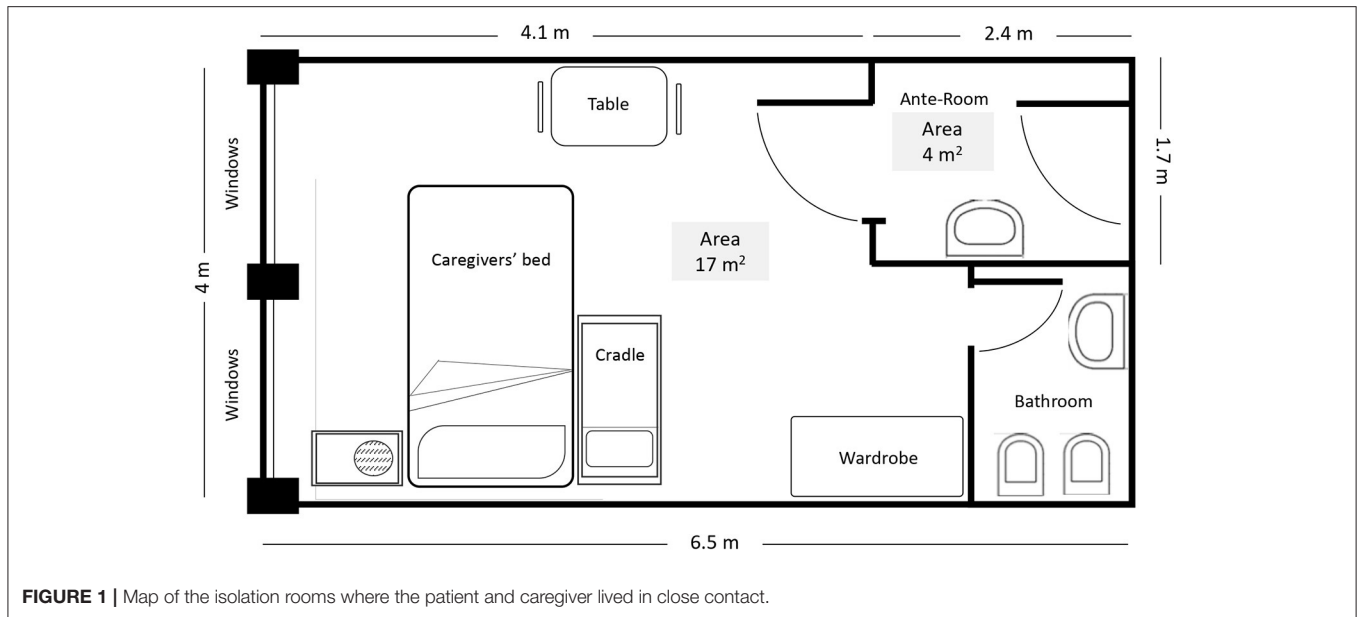 4.1 m
2.4 m
Table
Ante-Room
Area
4 m²
1.7 m
Windows
4 m
Windows
Area
17 m²
Caregivers' bed
Cradle
Bathroom
Wardrobe
6.5 m
FIGURE 1 | Map of the isolation rooms where the patient and caregiver lived in close contact.